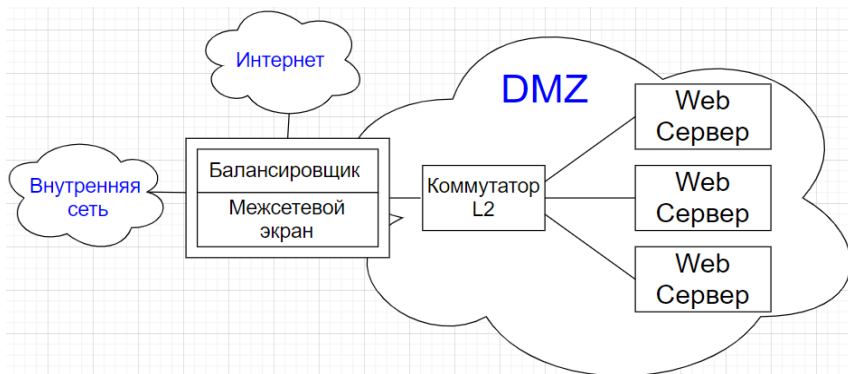 Интернет
DMZ
Web
Сервер
Балансировщик
Межсетевой
экран
Внутренняя
сеть
Коммутатор
L2
Web
Сервер
Web
Сервер